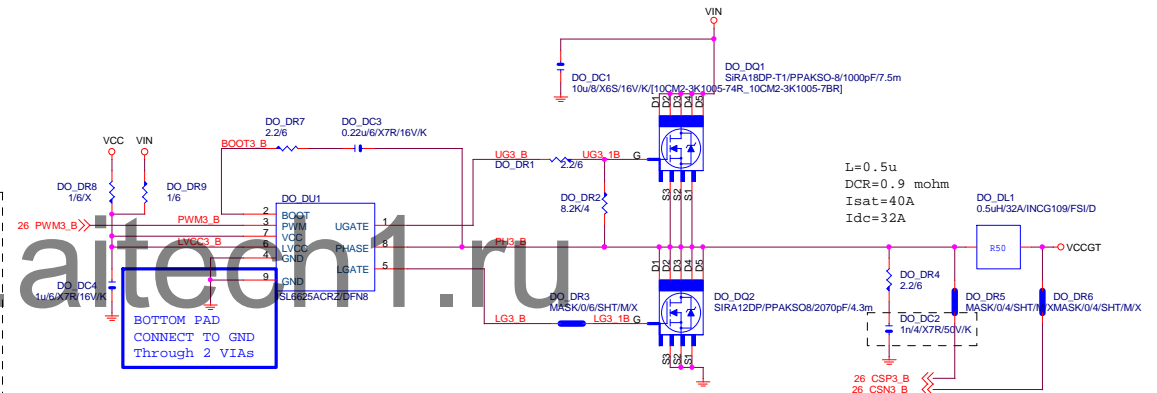 VIN
DO_DQ1
SiRA18DP-T1/PPAKSO-8/1000pF/7.5m
DO_DC1
10u/8/X6S/16V/K/[10CM2-3K1005-74R_10CM2-3K1005-7BR]
D1
D2
D3
D4
D5
DO_DR7
2.2/6
DO_DC3
0.22u/6/X7R/16V/K
VCC
VIN
BOOT3_B
UG3_B
UG3_1B
G
DO_DR1
2.2/6
S3
S2
S1
L=0.5u
DCR=0.9 mohm
Isat=40A
Idc=32A
DO_DR8
1/6/X
DO_DR9
1/6
DO_DU1
DO_DR2
8.2K/4
DO_DL1
0.5uH/32A/INCG109/FSI/D
26 PWM3_B
PWM3_B
LVCC3_B
2
3
7
6
4
9
BOOT
PWM
VCC
LVCC
GND
GND
UGATE
PHASE
LGATE
1
8
5
PH3_B
R50
VCCGT
D1
D2
D3
D4
D5
DO_DC4
1u/6/X7R/16V/K
ISL6625ACRZ/DFN8
aitech1.ru
BOTTOM PAD
CONNECT TO GND
Through 2 VIAs
DO_DR3
MASK/0/6/SHT/M/X
LG3_B
LG3_1B
G
DO_DQ2
SIRA12DP/PPAKSO8/2070pF/4.3m
S3
S2
S1
DO_DR4
2.2/6
DO_DC2
1n/4/X7R/50V/K
DO_DR5
MASK/0/4/SHT/M/X
DO_DR6
MASK/0/4/SHT/M/X
26 CSP3_B
26 CSN3_B